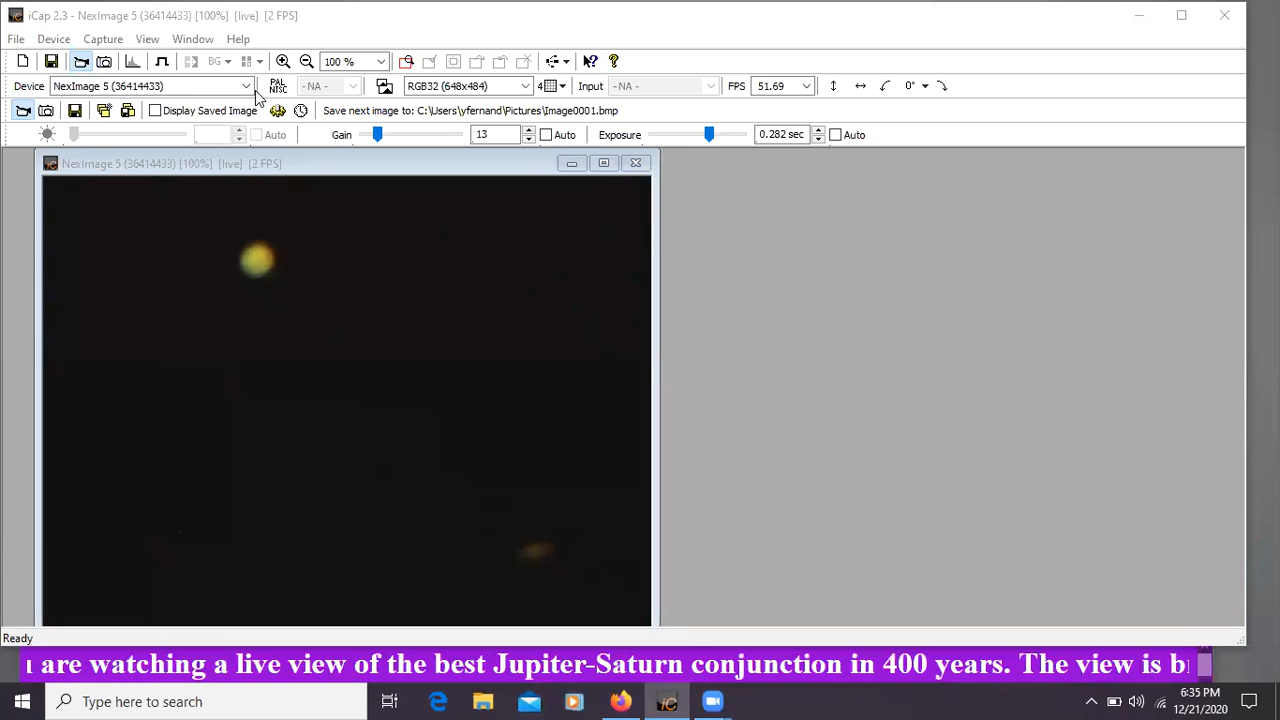 iCap 2.3 - NexImage 5 (36414433) [100%] [live] [2 FPS]
File Device Capture View Window Help
BG 100 %
Device NexImage 5 (36414433) PAL NTSC - NA - RGB32 (648x484) 4 Input - NA - FPS 51.69 0°
Display Saved Image Save next image to: C:\Users\yfernand\Pictures\Image0001.bmp
Auto Gain 13 Auto Exposure 0.282 sec Auto
NexImage 5 (36414433) [100%] [live] [2 FPS]
Ready
are watching a live view of the best Jupiter-Saturn conjunction in 400 years. The view is
Type here to search
6:35 PM
12/21/2020